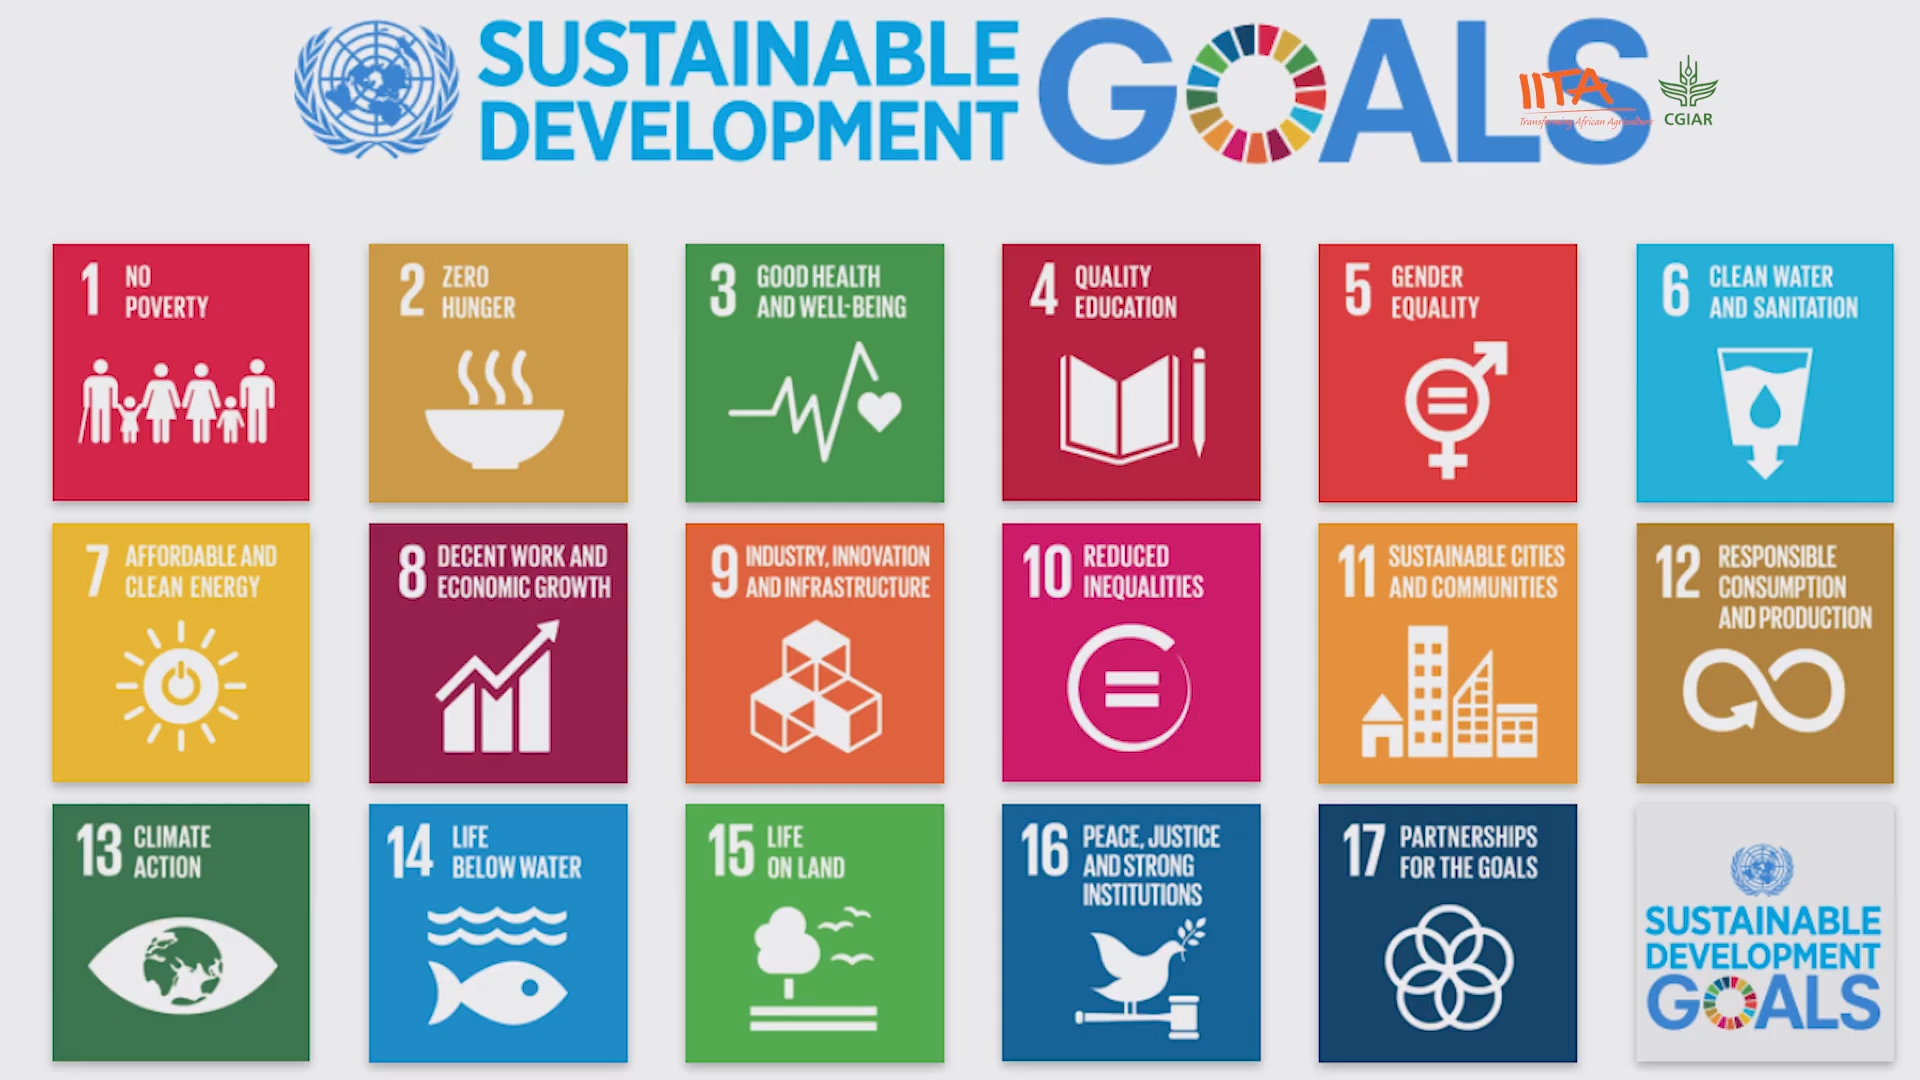 SUSTAINABLE
DEVELOPMENT
GOALS
IITA
Transforming African Agriculture
CGIAR
1 NO
POVERTY
2 ZERO
HUNGER
3 GOOD HEALTH
AND WELL-BEING
4 QUALITY
EDUCATION
5 GENDER
EQUALITY
6 CLEAN WATER
AND SANITATION
7 AFFORDABLE AND
CLEAN ENERGY
8 DECENT WORK AND
ECONOMIC GROWTH
9 INDUSTRY, INNOVATION
AND INFRASTRUCTURE
10 REDUCED
INEQUALITIES
11 SUSTAINABLE CITIES
AND COMMUNITIES
12 RESPONSIBLE
CONSUMPTION
AND PRODUCTION
13 CLIMATE
ACTION
14 LIFE
BELOW WATER
15 LIFE
ON LAND
16 PEACE, JUSTICE
AND STRONG
INSTITUTIONS
17 PARTNERSHIPS
FOR THE GOALS
SUSTAINABLE
DEVELOPMENT
GOALS